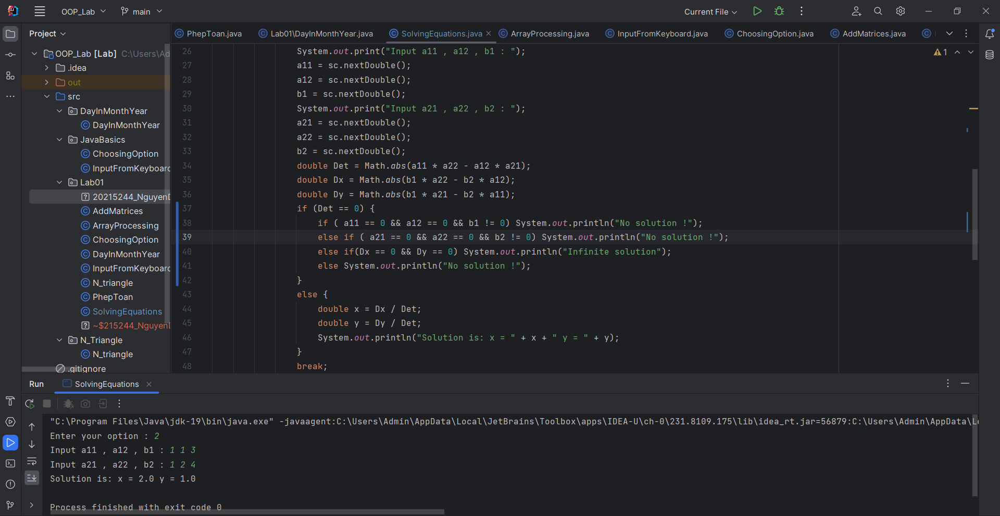 OOP_Lab
main
Current File
Project
PhepToan.java
Lab01\DayInMonthYear.java
SolvingEquations.java
ArrayProcessing.java
InputFromKeyboard.java
ChoosingOption.java
AddMatrices.java
OOP_Lab [Lab] C:\Users\Ad
.idea
out
src
DayInMonthYear
DayInMonthYear
JavaBasics
ChoosingOption
InputFromKeyboard
Lab01
20215244_Nguyen
AddMatrices
ArrayProcessing
ChoosingOption
DayInMonthYear
InputFromKeyboard
N_triangle
PhepToan
SolvingEquations
~$215244_Nguyen
N_Triangle
N_triangle
.gitignore
1
26 System.out.print("Input a11 , a12 , b1 : ");
27 a11 = sc.nextDouble();
28 a12 = sc.nextDouble();
29 b1 = sc.nextDouble();
30 System.out.print("Input a21 , a22 , b2 : ");
31 a21 = sc.nextDouble();
32 a22 = sc.nextDouble();
33 b2 = sc.nextDouble();
34 double Det = Math.abs(a11 * a22 - a12 * a21);
35 double Dx = Math.abs(b1 * a22 - b2 * a12);
36 double Dy = Math.abs(b1 * a21 - b2 * a11);
37 if (Det == 0) {
38 if ( a11 == 0 && a12 == 0 && b1 != 0) System.out.println("No solution !");
39 else if ( a21 == 0 && a22 == 0 && b2 != 0) System.out.println("No solution !");
40 else if(Dx == 0 && Dy == 0) System.out.println("Infinite solution");
41 else System.out.println("No solution !");
42 }
43 else {
44 double x = Dx / Det;
45 double y = Dy / Det;
46 System.out.println("Solution is: x = " + x + " y = " + y);
47 }
48 break;
Run
SolvingEquations
"C:\Program Files\Java\jdk-19\bin\java.exe" -javaagent:C:\Users\Admin\AppData\Local\JetBrains\Toolbox\apps\IDEA-U\ch-0\231.8109.175\lib\idea_rt.jar=56879:C:\Users\Admin\AppData\Lo
Enter your option : 2
Input a11 , a12 , b1 : 1 1 3
Input a21 , a22 , b2 : 1 2 4
Solution is: x = 2.0 y = 1.0
Process finished with exit code 0